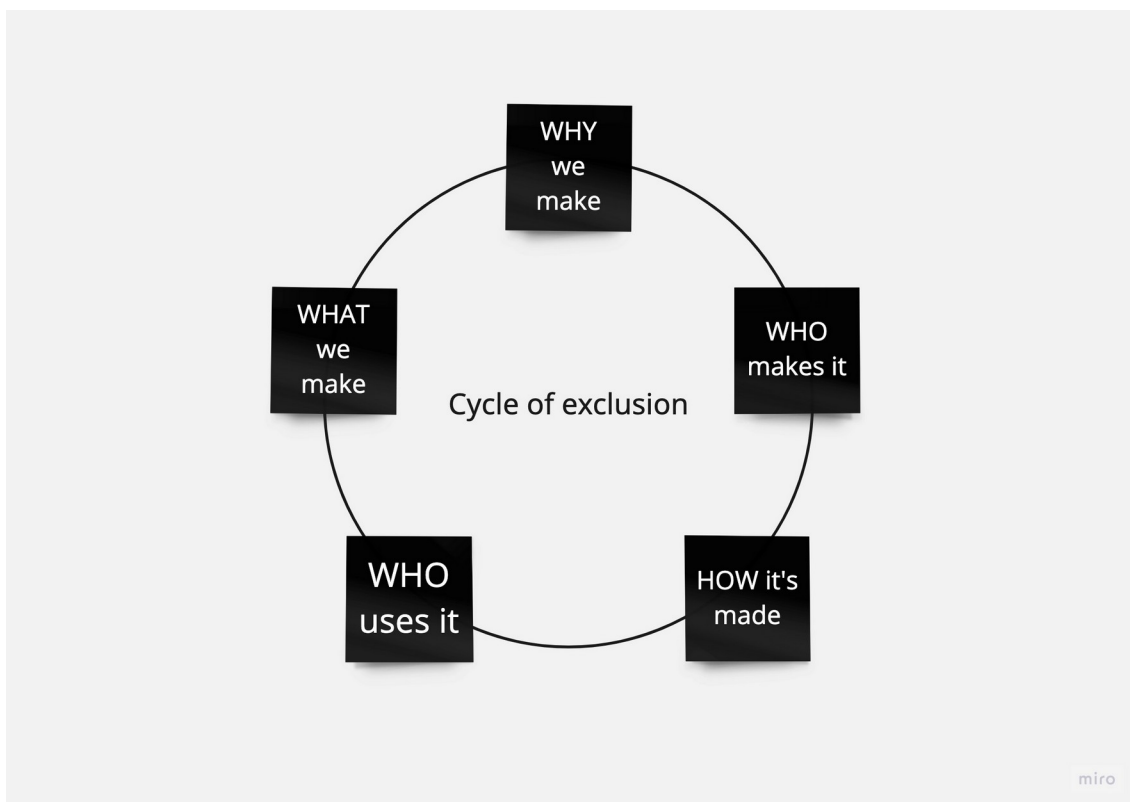 WHY
we
make
WHO
makes it
HOW it's
made
WHO
uses it
WHAT
we
make
Cycle of exclusion
miro